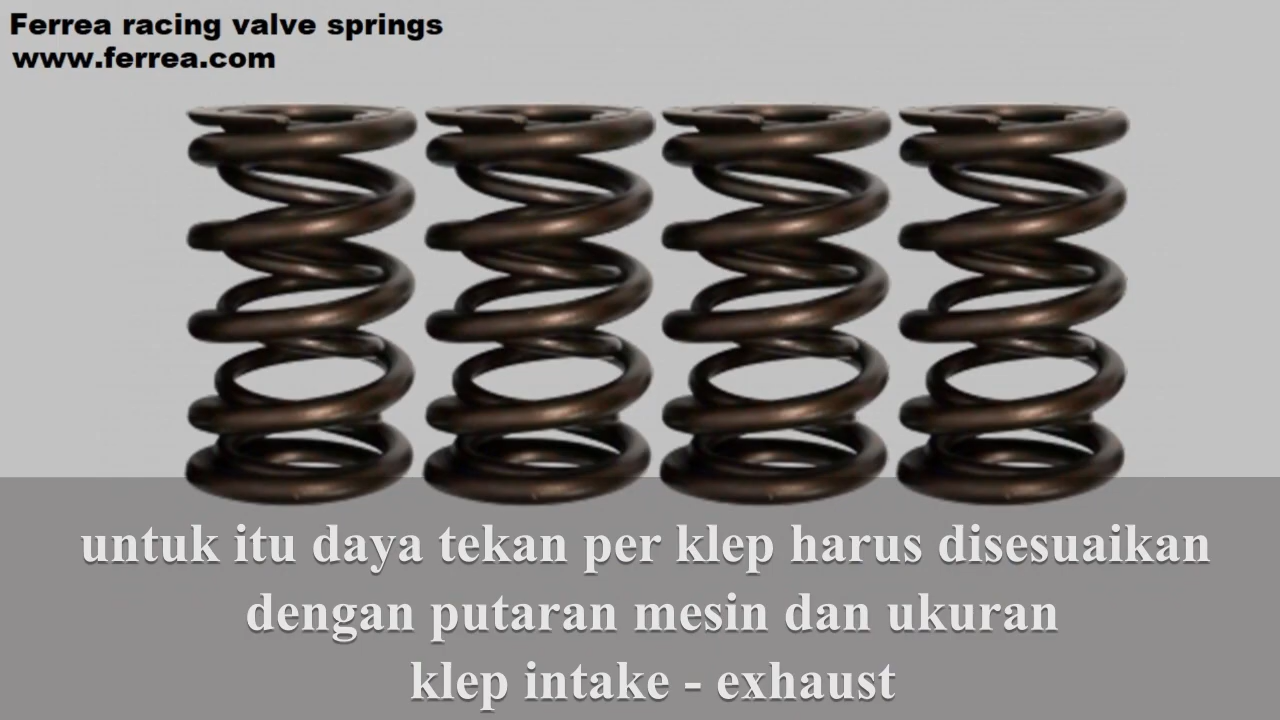 Ferrea racing valve springs
www.ferrea.com
untuk itu daya tekan per klep harus disesuaikan
dengan putaran mesin dan ukuran
klep intake - exhaust